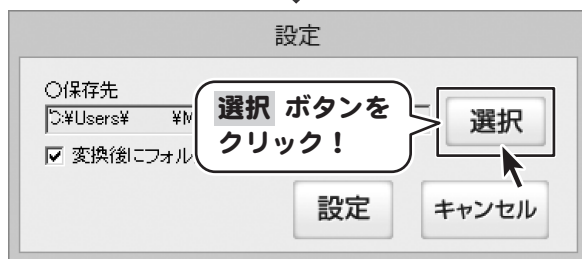 設定
○保存先
C:¥Users¥ ¥M
選択
変換後にフォル
選択 ボタンを
クリック！
設定
キャンセル